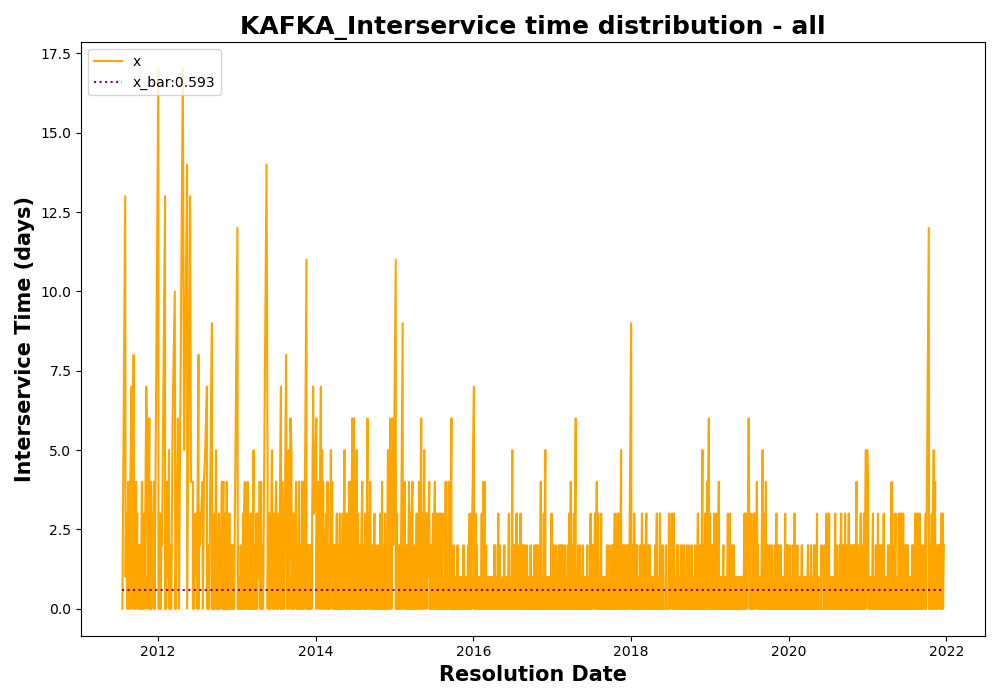 KAFKA_Interservice time distribution - all
x
x_bar:0.593
17.5
15.0
12.5
10.0
7.5
5.0
2.5
0.0
Interservice Time (days)
2012 2014 2016 2018 2020 2022
Resolution Date